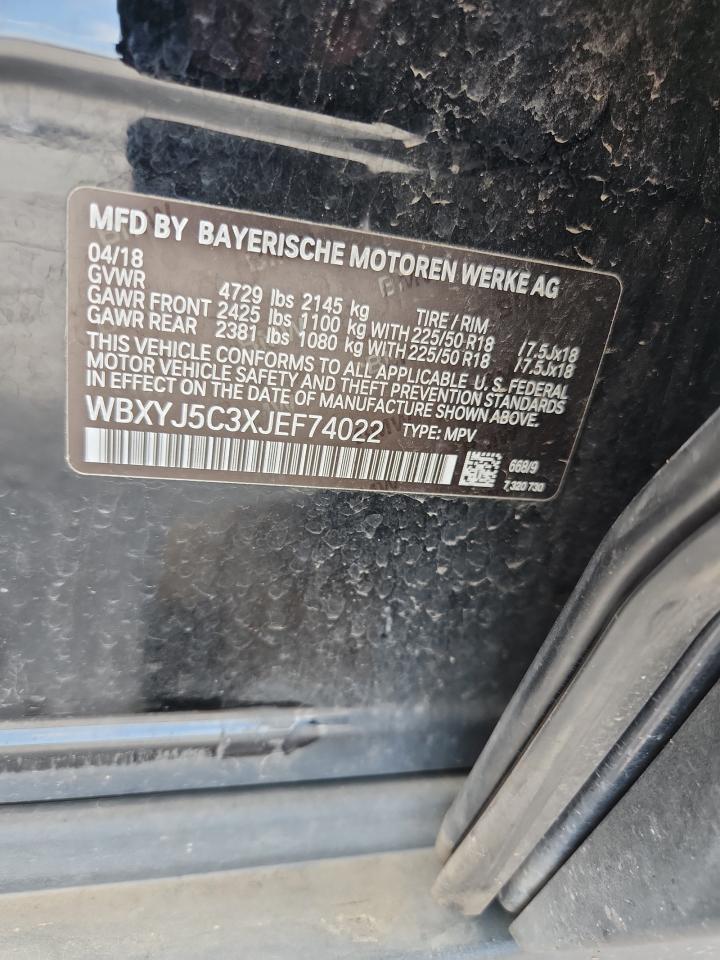 MFD BY BAYERISCHE MOTOREN WERKE AG
04/18
GVWR 4729 lbs 2145 kg TIRE / RIM
GAWR FRONT 2425 lbs 1100 kg WITH 225/50 R18 /7.5Jx18
GAWR REAR 2381 lbs 1080 kg WITH 225/50 R18 /7.5Jx18
THIS VEHICLE CONFORMS TO ALL APPLICABLE U. S. FEDERAL
MOTOR VEHICLE SAFETY AND THEFT PREVENTION STANDARDS
IN EFFECT ON THE DATE OF MANUFACTURE SHOWN ABOVE.
WBXYJ5C3XJEF74022 TYPE: MPV
668/9
7 320 730